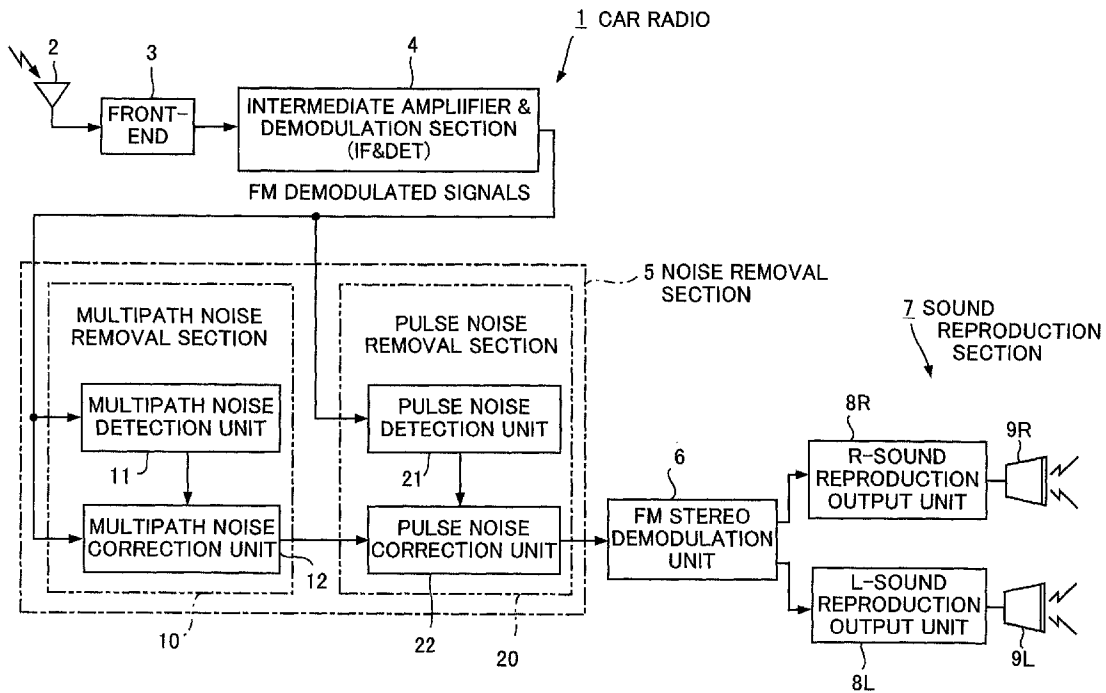 1 CAR RADIO
2
3
4
FRONT-
END
INTERMEDIATE AMPLIIFIER &
DEMODULATION SECTION
(IF&DET)
FM DEMODULATED SIGNALS
5 NOISE REMOVAL
SECTION
MULTIPATH NOISE
REMOVAL SECTION
PULSE NOISE
REMOVAL SECTION
7 SOUND
REPRODUCTION
SECTION
MULTIPATH NOISE
DETECTION UNIT
11
PULSE NOISE
DETECTION UNIT
21
MULTIPATH NOISE
CORRECTION UNIT
12
PULSE NOISE
CORRECTION UNIT
22
10
20
6
FM STEREO
DEMODULATION
UNIT
8R
R-SOUND
REPRODUCTION
OUTPUT UNIT
9R
L-SOUND
REPRODUCTION
OUTPUT UNIT
8L
9L